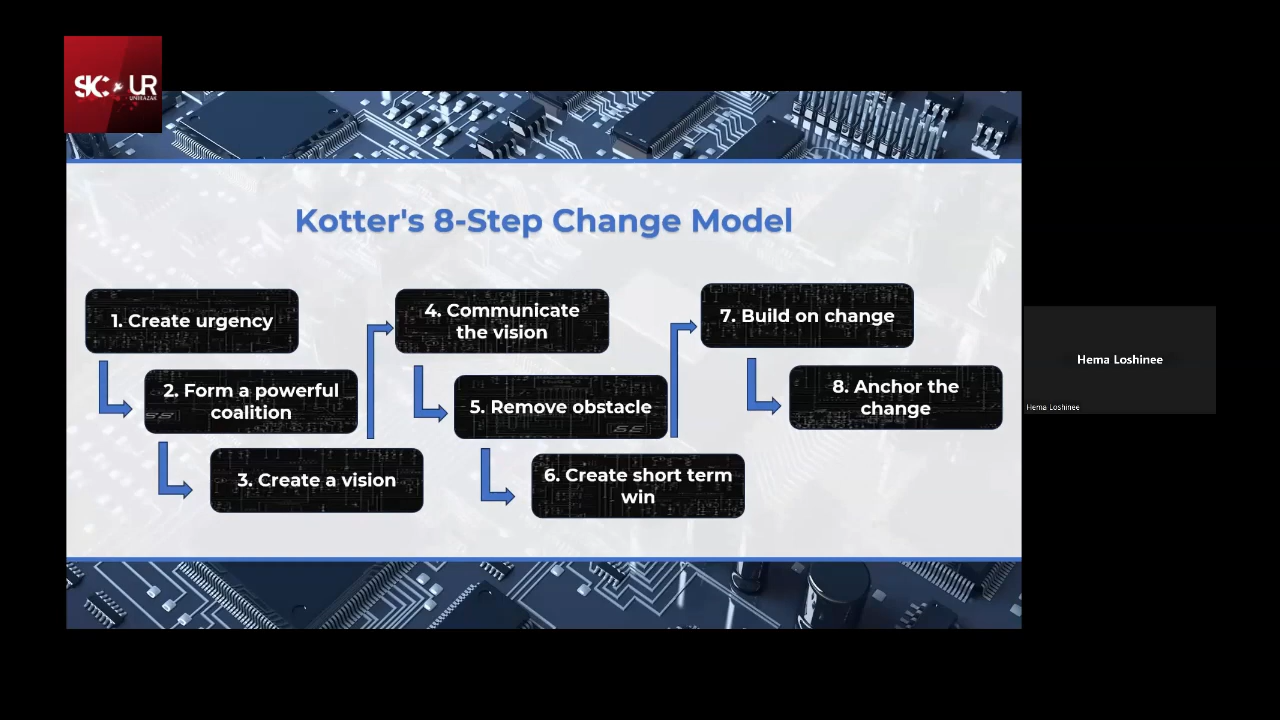 SKC UR
UNIRAZAK
Kotter's 8-Step Change Model
1. Create urgency
2. Form a powerful
coalition
3. Create a vision
4. Communicate
the vision
5. Remove obstacle
6. Create short term
win
7. Build on change
8. Anchor the
change
Hema Loshinee
Hema Loshinee